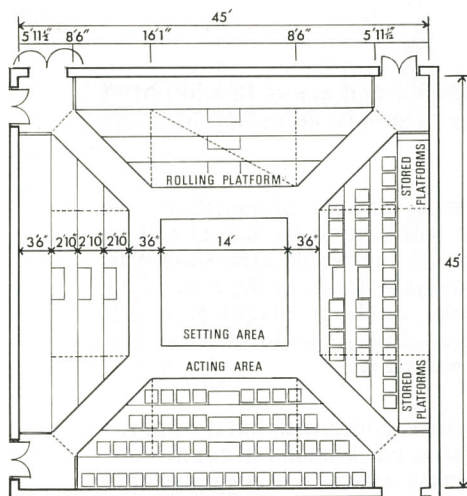 45'
5'11½" 8'6" 16'1" 8'6" 5'11½"
ROLLING PLATFORM
STORED PLATFORMS
3'6" 2'10" 2'10" 2'10" 3'6" 14' 3'6"
45'
SETTING AREA
ACTING AREA
STORED PLATFORMS